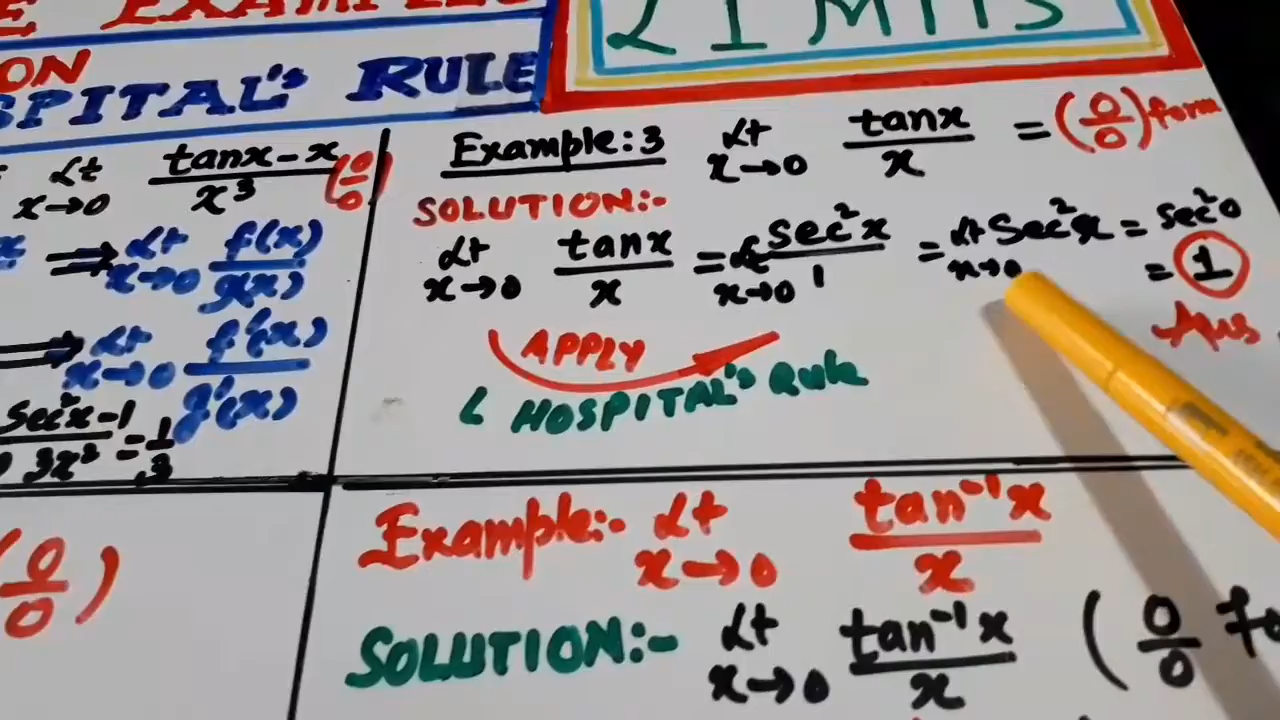 E EXAMPLES
ON
SPITAL's RULE
LIMITS
Lt x→0 tanx-x/x³ (0/0)
x ⟹ Lt x→0 f(x)/g(x)
⟹ Lt x→0 f'(x)/g'(x)
Sec²x-1/3x² = 1/3
(0/0)
Example:3 Lt x→0 tanx/x = (0/0) form
SOLUTION:-
Lt x→0 tanx/x = Lt x→0 sec²x/1 = Lt x→0 Sec²x = sec²0
= 1
Ans
APPLY
L HOSPITAL's Rule
Example:- Lt x→0 tan⁻¹x/x
SOLUTION:- Lt x→0 tan⁻¹x/x (0/0 fo